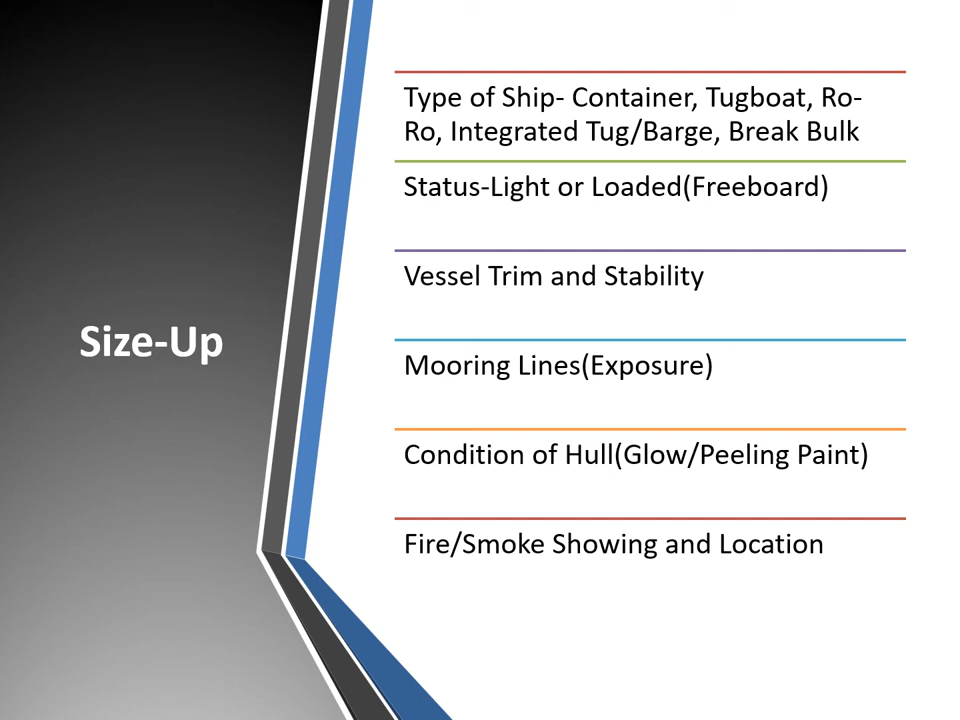 Size-Up
Type of Ship- Container, Tugboat, Ro-
Ro, Integrated Tug/Barge, Break Bulk
Status-Light or Loaded(Freeboard)
Vessel Trim and Stability
Mooring Lines(Exposure)
Condition of Hull(Glow/Peeling Paint)
Fire/Smoke Showing and Location